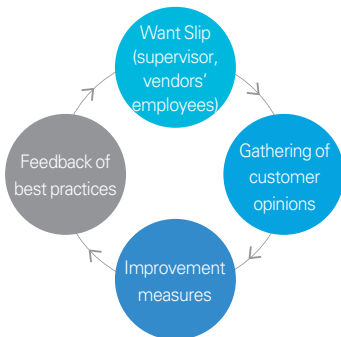 Want Slip
(supervisor,
vendors’
employees)
Gathering of
customer
opinions
Improvement
measures
Feedback of
best practices